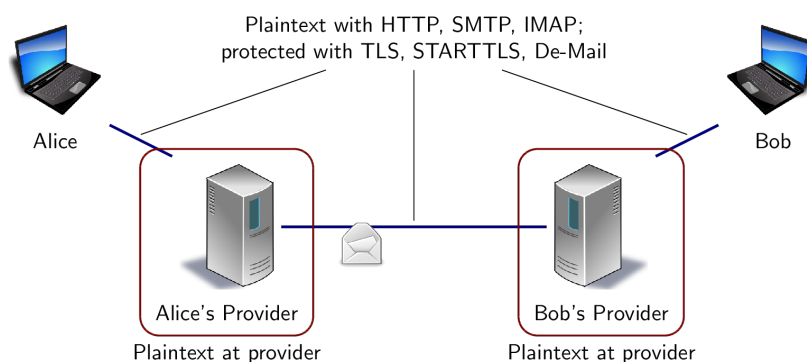 Plaintext with HTTP, SMTP, IMAP;
protected with TLS, STARTTLS, De-Mail
Alice
Bob
Alice's Provider
Bob's Provider
Plaintext at provider
Plaintext at provider